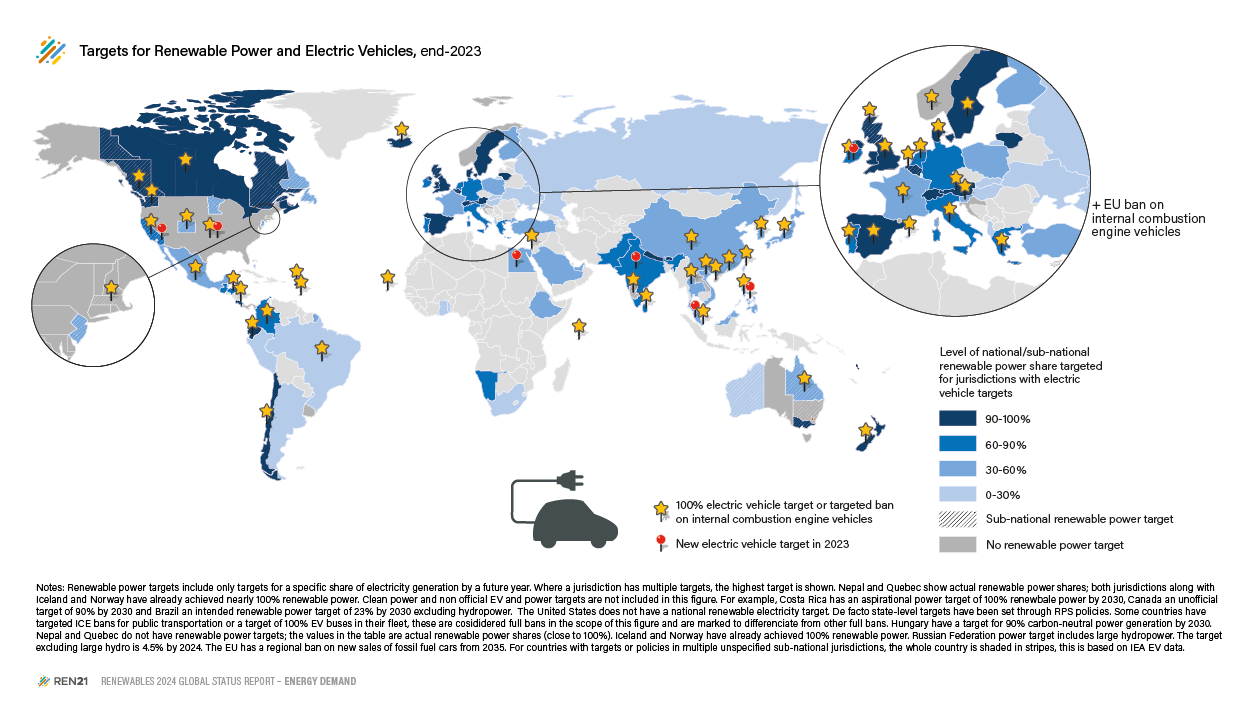 Targets for Renewable Power and Electric Vehicles, end-2023
+ EU ban on
internal combustion
engine vehicles
Level of national/sub-national
renewable power share targeted
for jurisdictions with electric
vehicle targets
90-100%
60-90%
30-60%
0-30%
Sub-national renewable power target
No renewable power target
100% electric vehicle target or targeted ban
on internal combustion engine vehicles
New electric vehicle target in 2023
Notes: Renewable power targets include only targets for a specific share of electricity generation by a future year. Where a jurisdiction has multiple targets, the highest target is shown. Nepal and Quebec show actual renewable power shares; both jurisdictions along with
Iceland and Norway have already achieved nearly 100% renewable power. Clean power and non official EV and power targets are not included in this figure. For example, Costa Rica has an aspirational power target of 100% renewbale power by 2030, Canada an unofficial
target of 90% by 2030 and Brazil an intended renewable power target of 23% by 2030 excluding hydropower. The United States does not have a national renewable electricity target. De facto state-level targets have been set through RPS policies. Some countries have
targeted ICE bans for public transportation or a target of 100% EV buses in their fleet, these are cosididered full bans in the scope of this figure and are marked to differenciate from other full bans. Hungary have a target for 90% carbon-neutral power generation by 2030.
Nepal and Quebec do not have renewable power targets; the values in the table are actual renewable power shares (close to 100%). Iceland and Norway have already achieved 100% renewable power. Russian Federation power target includes large hydropower. The target
excluding large hydro is 4.5% by 2024. The EU has a regional ban on new sales of fossil fuel cars from 2035. For countries with targets or policies in multiple unspecified sub-national jurisdictions, the whole country is shaded in stripes, this is based on IEA EV data.
REN21 RENEWABLES 2024 GLOBAL STATUS REPORT – ENERGY DEMAND